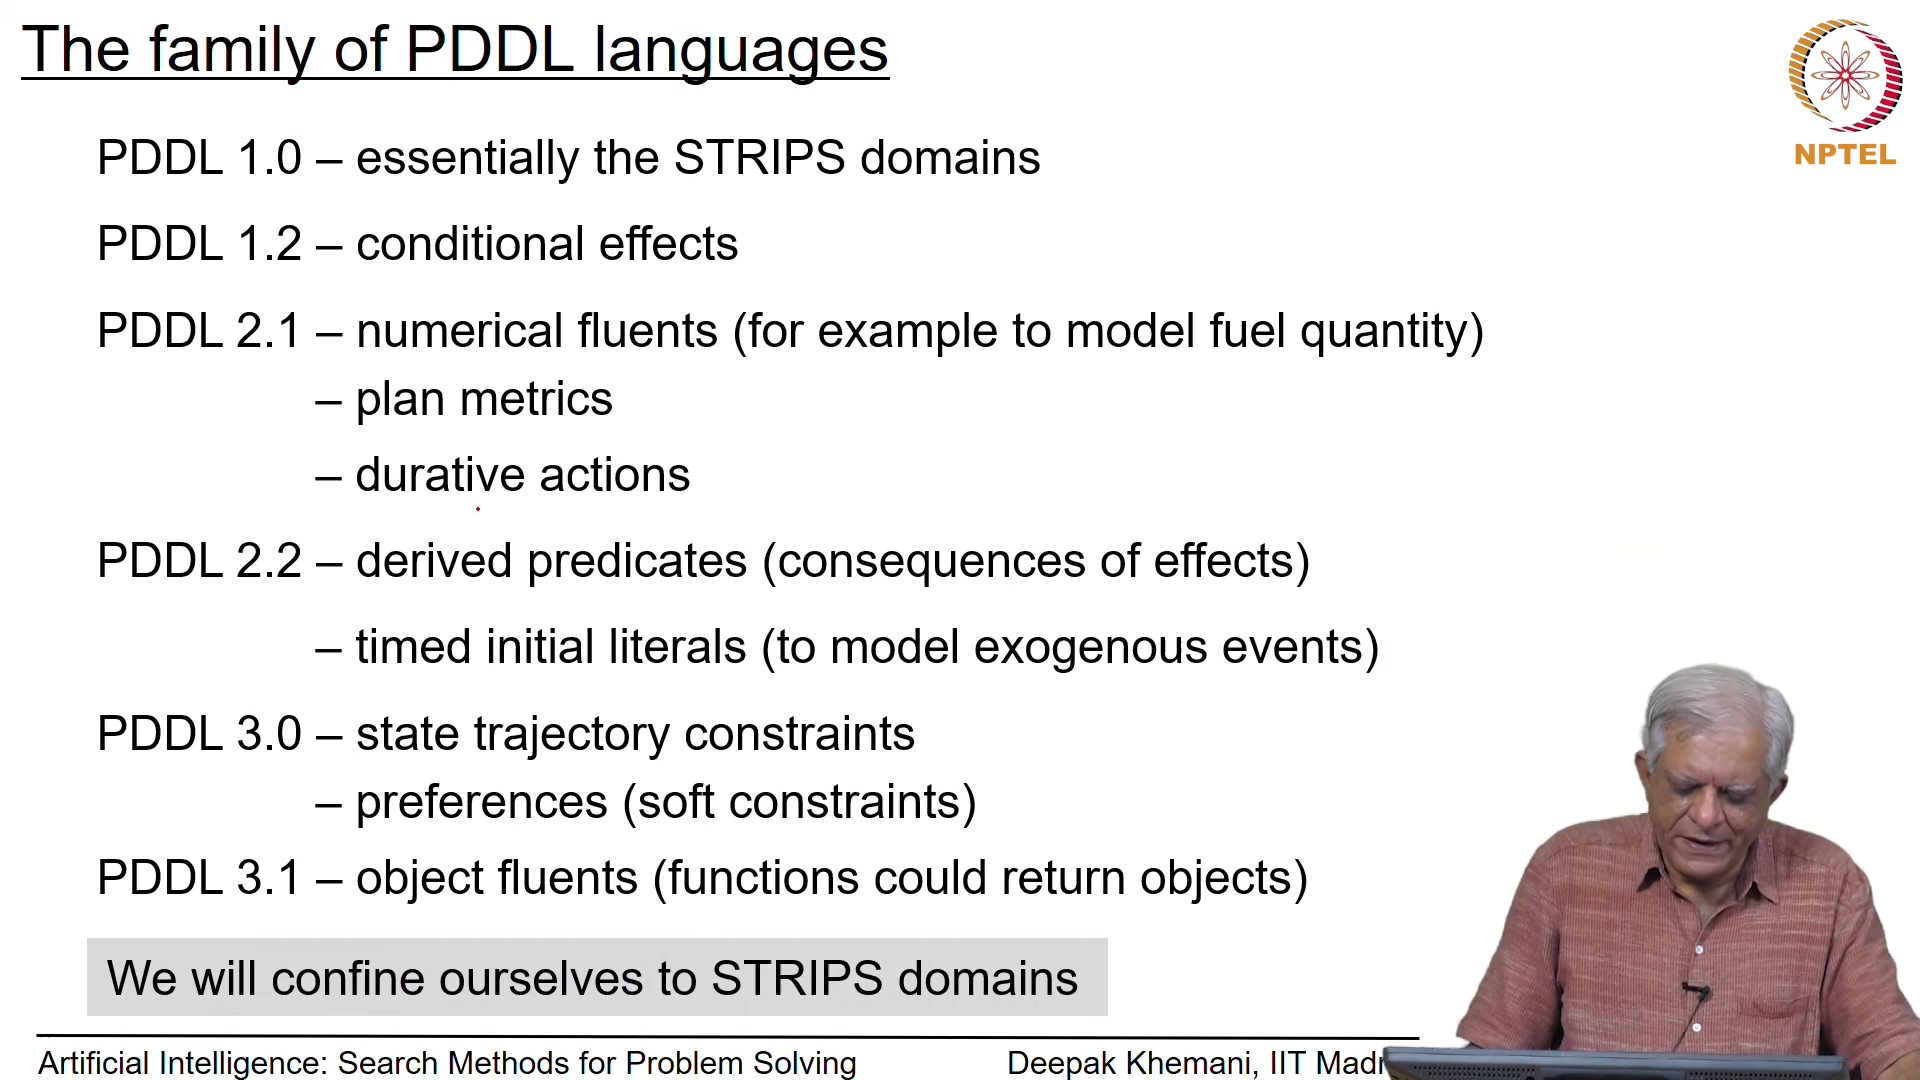 The family of PDDL languages
NPTEL
PDDL 1.0 – essentially the STRIPS domains
PDDL 1.2 – conditional effects
PDDL 2.1 – numerical fluents (for example to model fuel quantity)
– plan metrics
– durative actions
PDDL 2.2 – derived predicates (consequences of effects)
– timed initial literals (to model exogenous events)
PDDL 3.0 – state trajectory constraints
– preferences (soft constraints)
PDDL 3.1 – object fluents (functions could return objects)
We will confine ourselves to STRIPS domains
Artificial Intelligence: Search Methods for Problem Solving
Deepak Khemani, IIT Madr